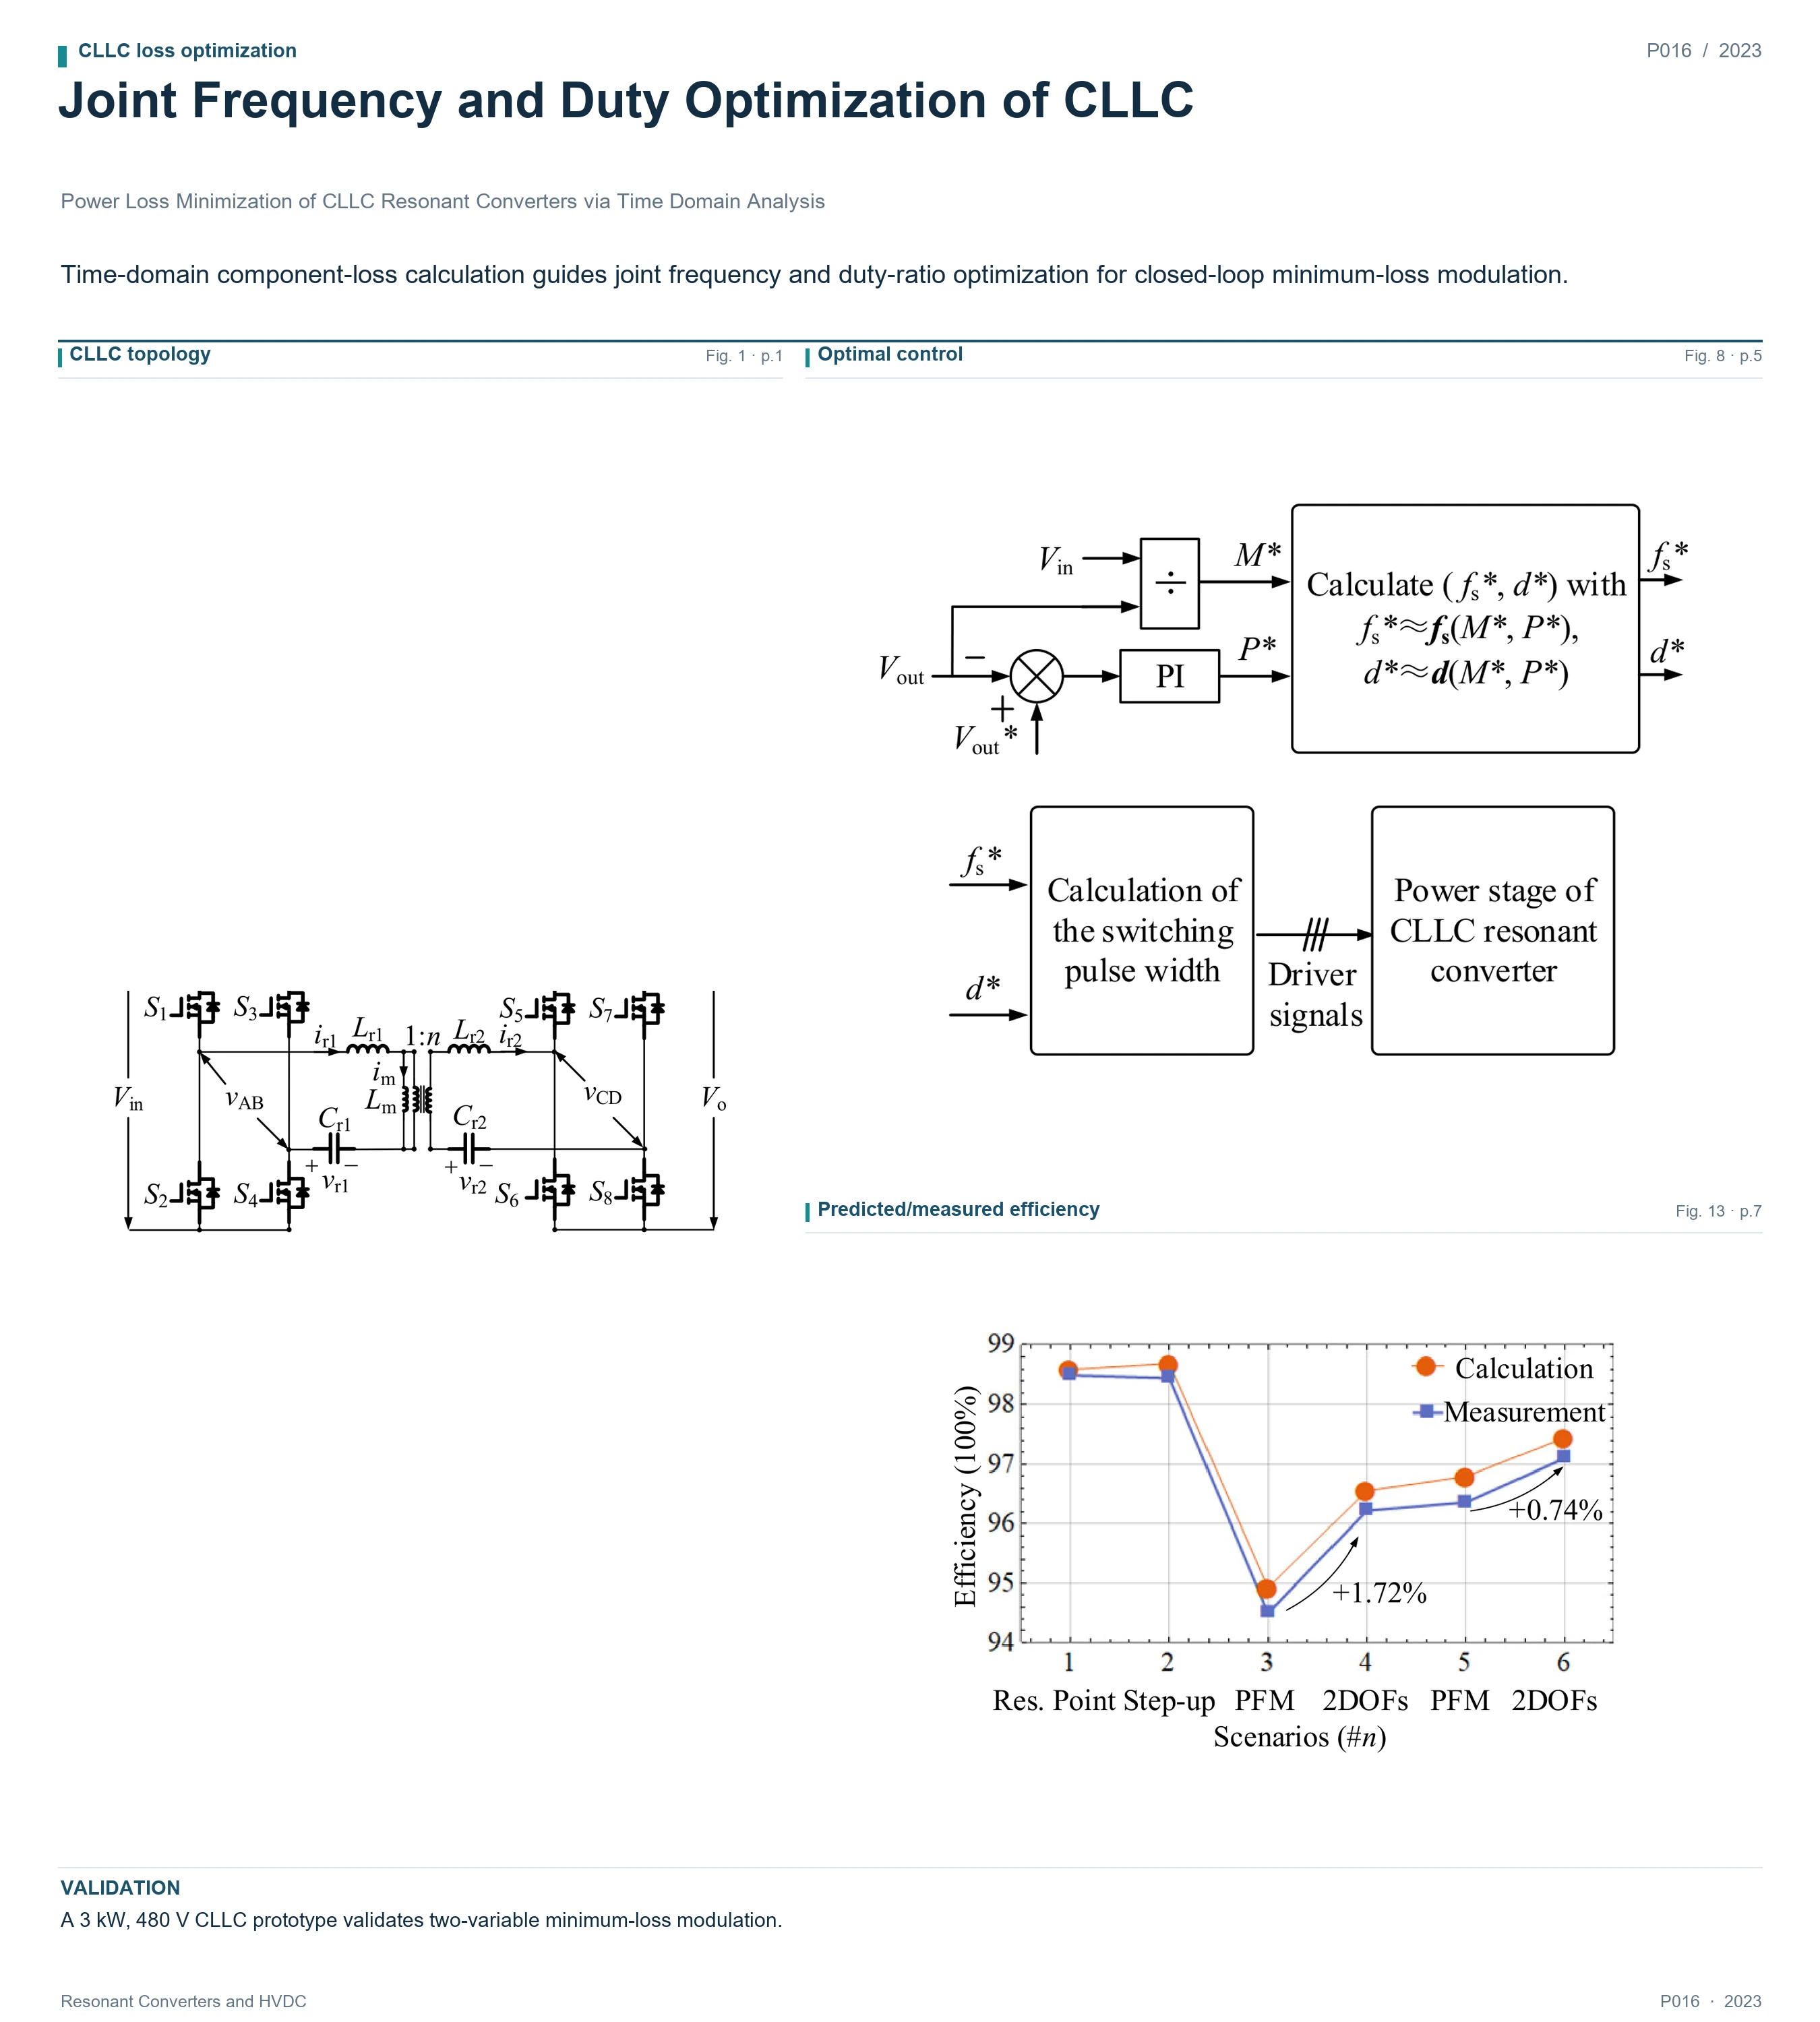 CLLC loss optimization
P016 / 2023
Joint Frequency and Duty Optimization of CLLC
Power Loss Minimization of CLLC Resonant Converters via Time Domain Analysis
Time-domain component-loss calculation guides joint frequency and duty-ratio optimization for closed-loop minimum-loss modulation.
CLLC topology
Fig. 1 · p.1
S1
S3
S5
S7
ir1
Lr1
1:n
Lr2
ir2
im
Lm
Vin
vAB
Cr1
Cr2
vCD
Vo
+ −
vr1
+ −
vr2
S2
S4
S6
S8
Optimal control
Fig. 8 · p.5
Vin
÷
M*
Vout
−
+
Vout*
PI
P*
Calculate (fs*, d*) with
fs*≈fs(M*, P*),
d*≈d(M*, P*)
fs*
d*
fs*
d*
Calculation of
the switching
pulse width
Driver
signals
Power stage of
CLLC resonant
converter
Predicted/measured efficiency
Fig. 13 · p.7
Efficiency (100%)
99
98
97
96
95
94
Calculation
Measurement
+0.74%
+1.72%
1 2 3 4 5 6
Res. Point Step-up PFM 2DOFs PFM 2DOFs
Scenarios (#n)
VALIDATION
A 3 kW, 480 V CLLC prototype validates two-variable minimum-loss modulation.
Resonant Converters and HVDC
P016 · 2023